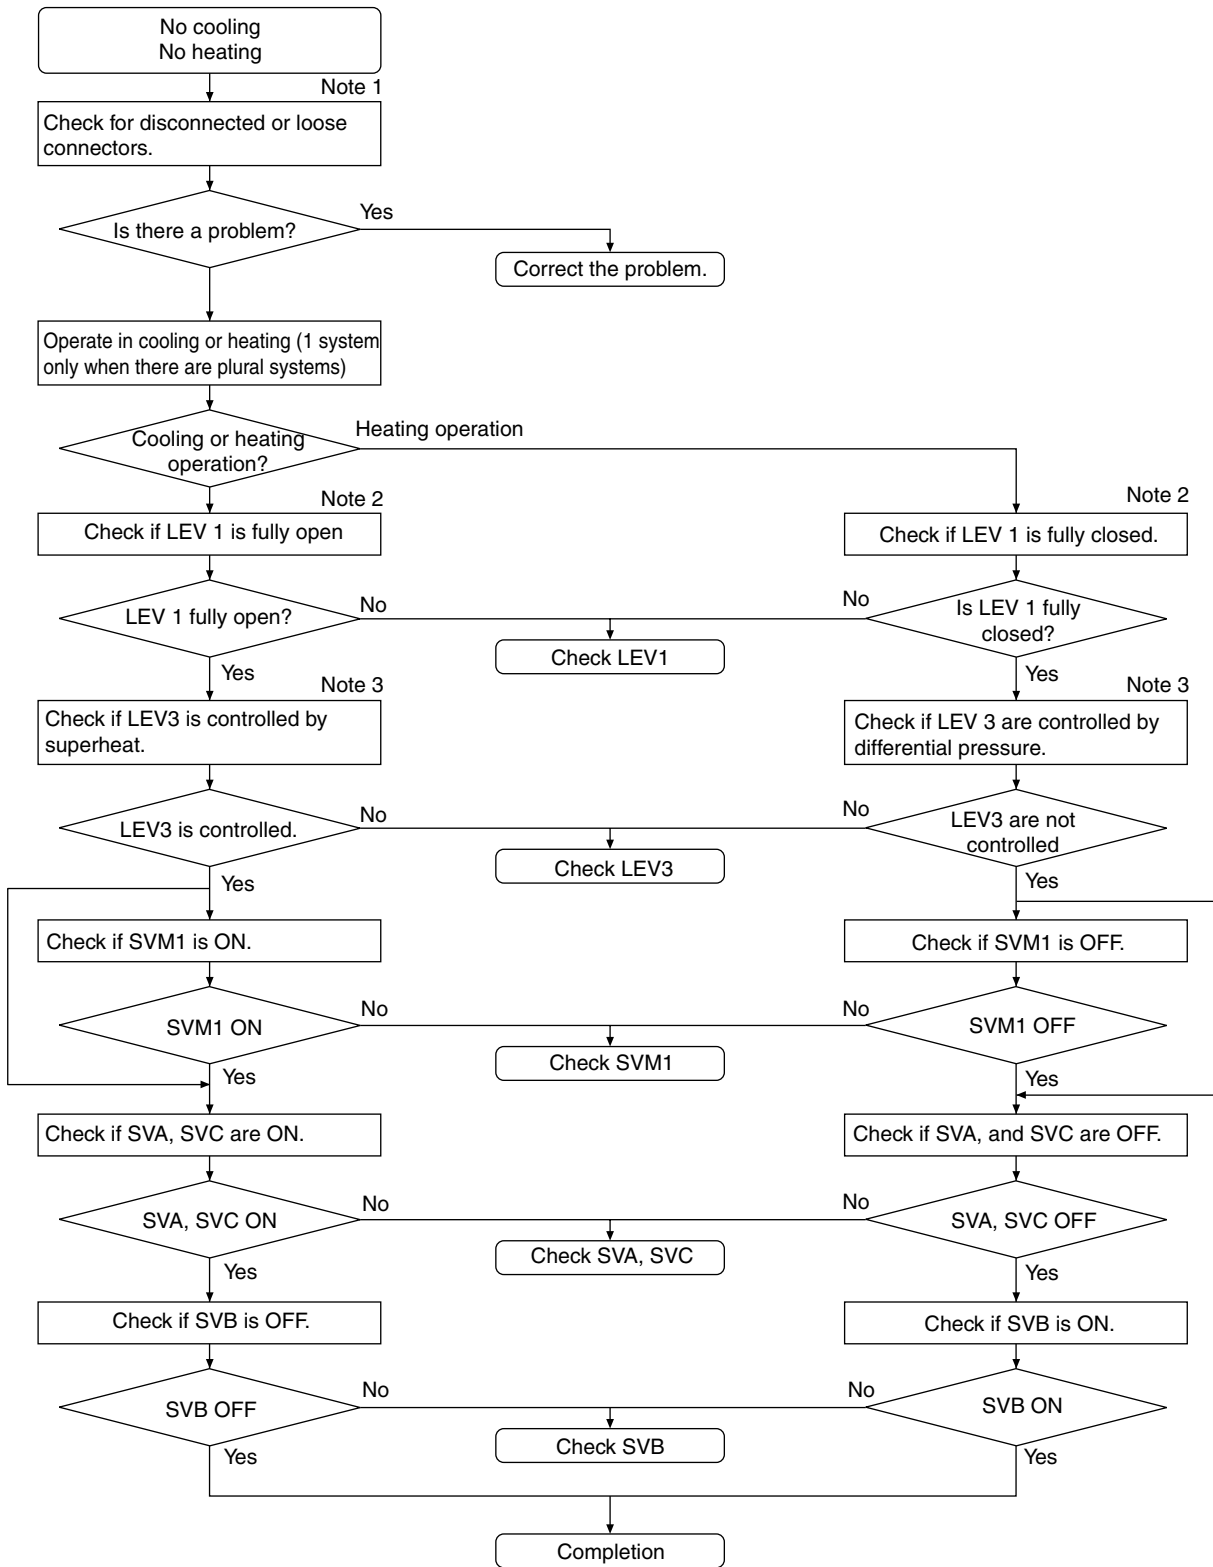 No cooling
No heating
Note 1
Check for disconnected or loose
connectors.
Is there a problem?
Yes
Correct the problem.
Operate in cooling or heating (1 system
only when there are plural systems)
Cooling or heating
operation?
Heating operation
Note 2
Check if LEV 1 is fully open
Note 2
Check if LEV 1 is fully closed.
LEV 1 fully open?
No
No
Is LEV 1 fully
closed?
Check LEV1
Yes
Yes
Note 3
Check if LEV3 is controlled by
superheat.
Note 3
Check if LEV 3 are controlled by
differential pressure.
LEV3 is controlled.
No
No
LEV3 are not
controlled
Check LEV3
Yes
Yes
Check if SVM1 is ON.
Check if SVM1 is OFF.
SVM1 ON
No
No
SVM1 OFF
Check SVM1
Yes
Yes
Check if SVA, SVC are ON.
Check if SVA, and SVC are OFF.
SVA, SVC ON
No
No
SVA, SVC OFF
Check SVA, SVC
Yes
Yes
Check if SVB is OFF.
Check if SVB is ON.
SVB OFF
No
No
SVB ON
Check SVB
Yes
Yes
Completion